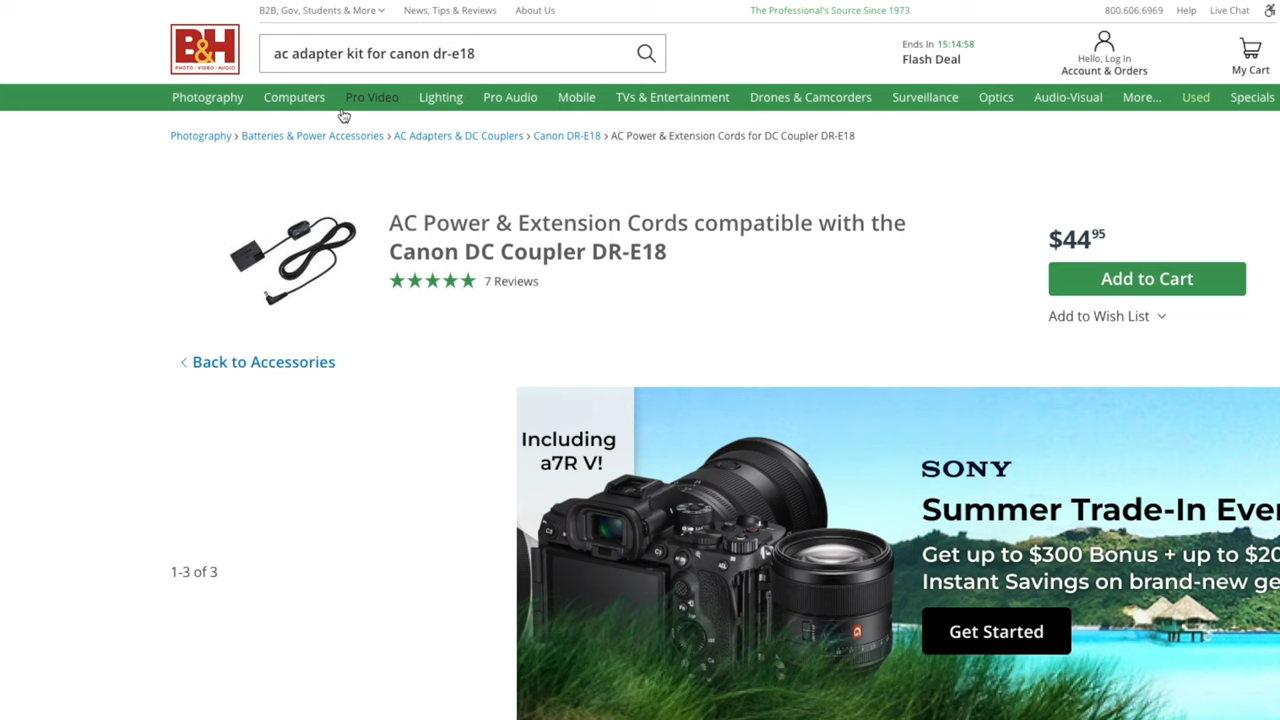 B2B, Gov, Students & More
News, Tips & Reviews
About Us
The Professional's Source Since 1973
800.606.6969
Help
Live Chat
B&H
PHOTO · VIDEO · AUDIO
ac adapter kit for canon dr-e18
Ends In 15:14:58
Flash Deal
Hello, Log In
Account & Orders
My Cart
Photography
Computers
Pro Video
Lighting
Pro Audio
Mobile
TVs & Entertainment
Drones & Camcorders
Surveillance
Optics
Audio-Visual
More...
Used
Specials
Photography › Batteries & Power Accessories › AC Adapters & DC Couplers › Canon DR-E18 › AC Power & Extension Cords for DC Coupler DR-E18
AC Power & Extension Cords compatible with the
Canon DC Coupler DR-E18
7 Reviews
$44 95
Add to Cart
Add to Wish List
Back to Accessories
1-3 of 3
Including
a7R V!
SONY
Summer Trade-In Eve
Get up to $300 Bonus + up to $20
Instant Savings on brand-new ge
Get Started